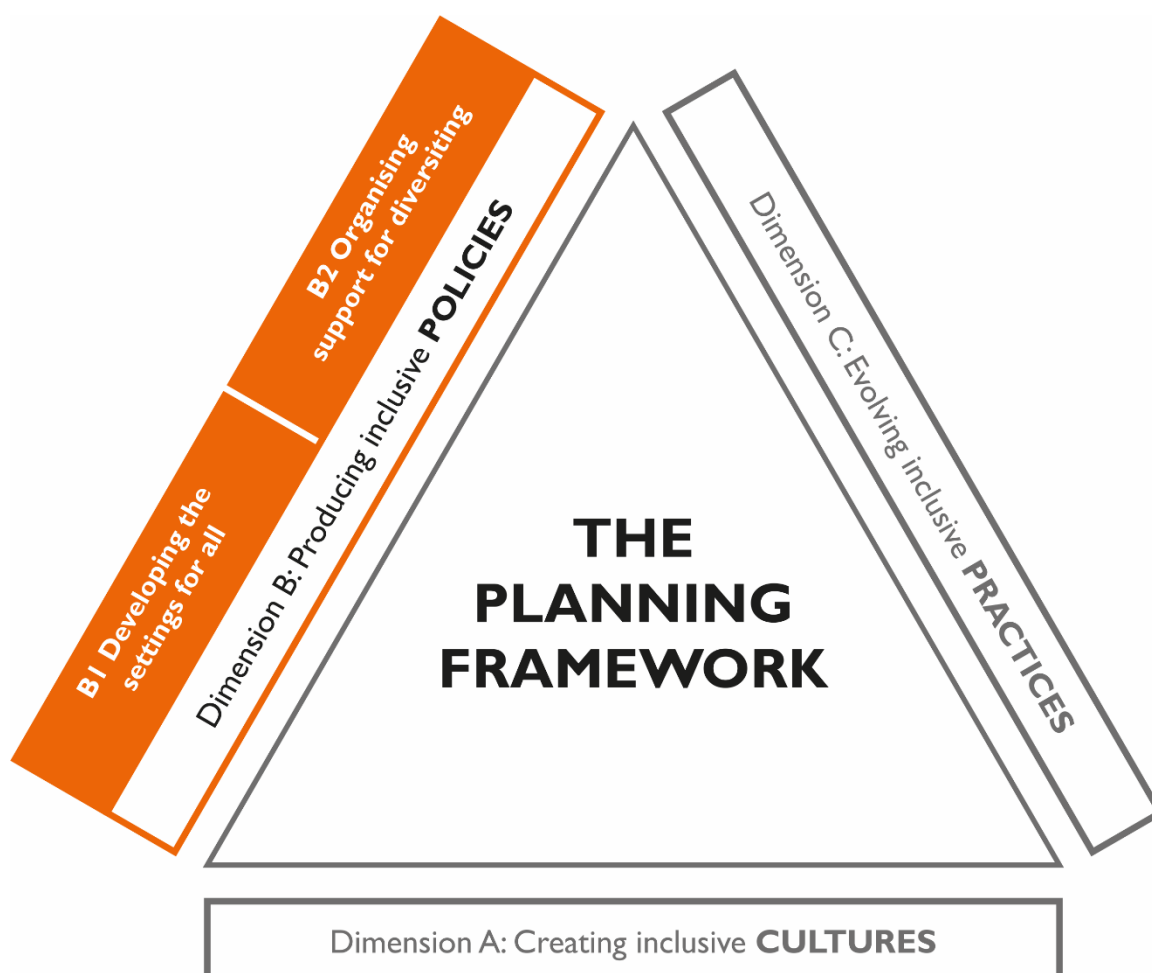 B2 Organising
support for diversiting
B1 Developing the
settings for all
Dimension B: Producing inclusive POLICIES
Dimension C: Evolving inclusive PRACTICES
THE
PLANNING
FRAMEWORK
Dimension A: Creating inclusive CULTURES